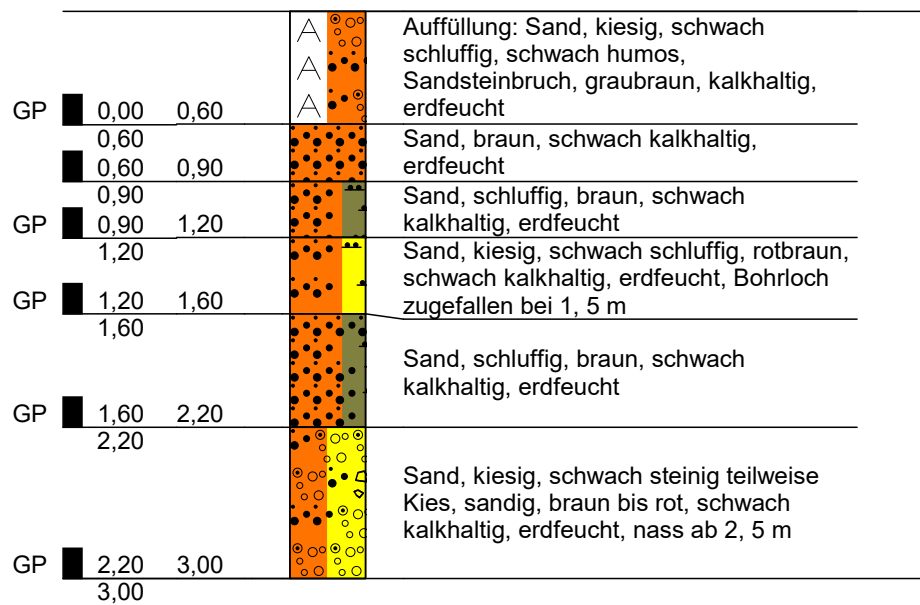 Auffüllung: Sand, kiesig, schwach
schluffig, schwach humos,
Sandsteinbruch, graubraun, kalkhaltig,
erdfeucht
A
A
A
GP 0,00 0,60
0,60
Sand, braun, schwach kalkhaltig,
erdfeucht
GP 0,60 0,90
0,90
Sand, schluffig, braun, schwach
kalkhaltig, erdfeucht
GP 0,90 1,20
1,20
Sand, kiesig, schwach schluffig, rotbraun,
schwach kalkhaltig, erdfeucht, Bohrloch
zugefallen bei 1, 5 m
GP 1,20 1,60
1,60
Sand, schluffig, braun, schwach
kalkhaltig, erdfeucht
GP 1,60 2,20
2,20
Sand, kiesig, schwach steinig teilweise
Kies, sandig, braun bis rot, schwach
kalkhaltig, erdfeucht, nass ab 2, 5 m
GP 2,20 3,00
3,00